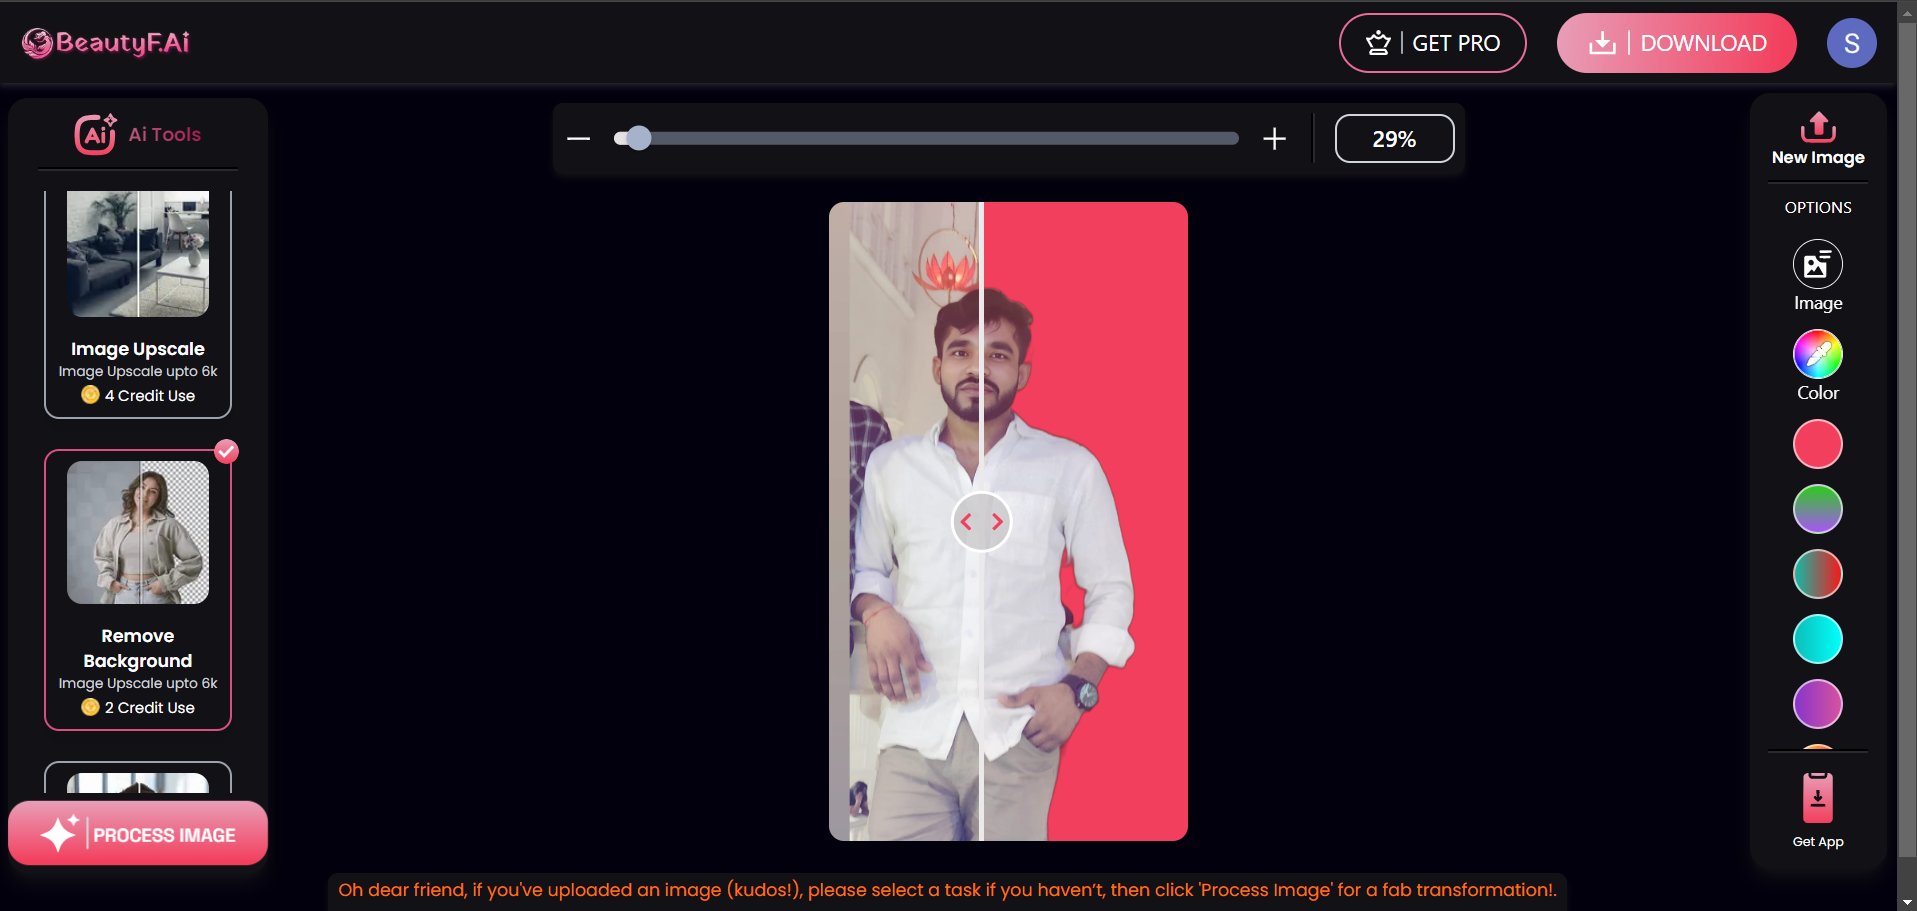 BeautyF.Ai
GET PRO
DOWNLOAD
S
Ai Ai Tools
29%
New Image
OPTIONS
Image
Color
Get App
Image Upscale
Image Upscale upto 6k
4 Credit Use
Remove
Background
Image Upscale upto 6k
2 Credit Use
PROCESS IMAGE
Oh dear friend, if you've uploaded an image (kudos!), please select a task if you haven't, then click 'Process Image' for a fab transformation!.